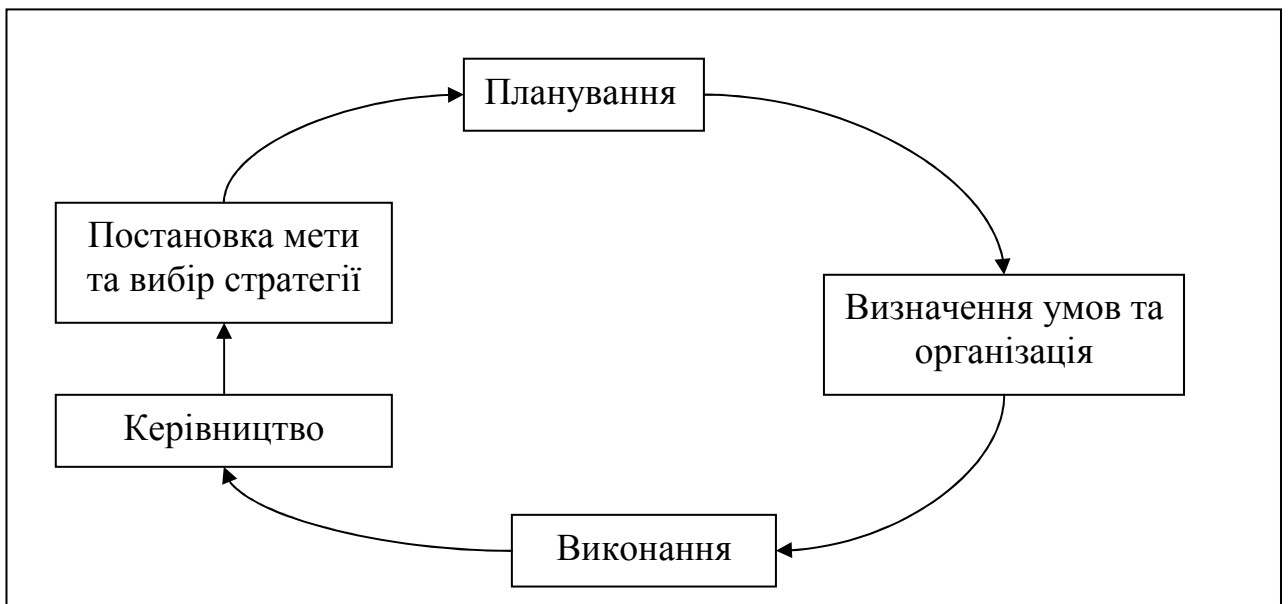 Планування
Постановка мети
та вибір стратегії
Визначення умов та
організація
Керівництво
Виконання